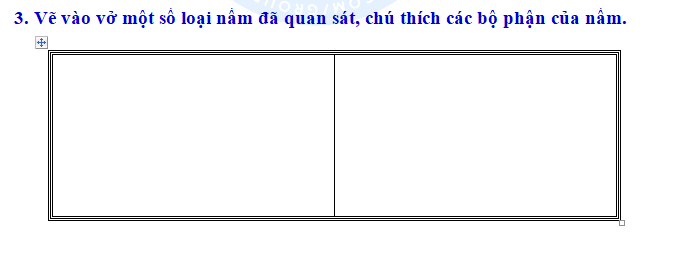 3. Vẽ vào vở một số loại nấm đã quan sát, chú thích các bộ phận của nấm.